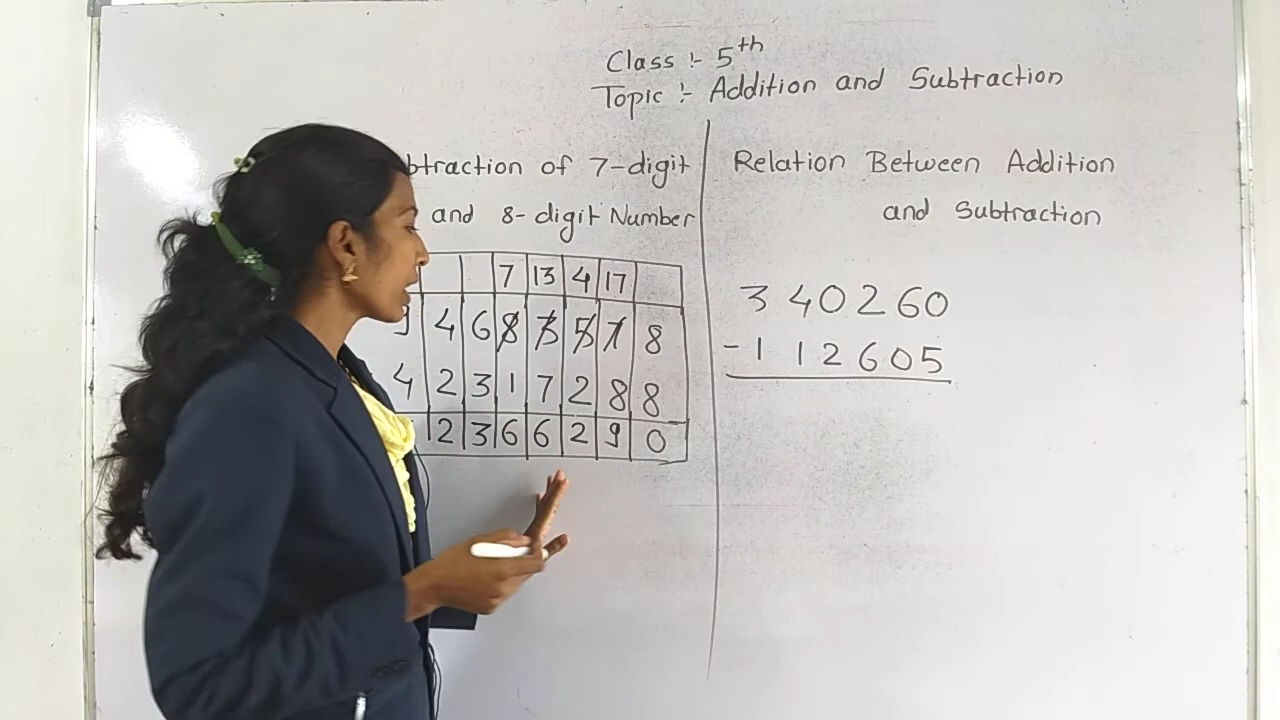 Class :- 5th
Topic :- Addition and Subtraction
btraction of 7-digit
and 8-digit Number
7 13 4 17
4 6 8 3 5 7 8
4 2 3 1 7 2 8 8
2 3 6 6 2 9 0
Relation Between Addition
and Subtraction
3 4 0 2 6 0
- 1 1 2 6 0 5